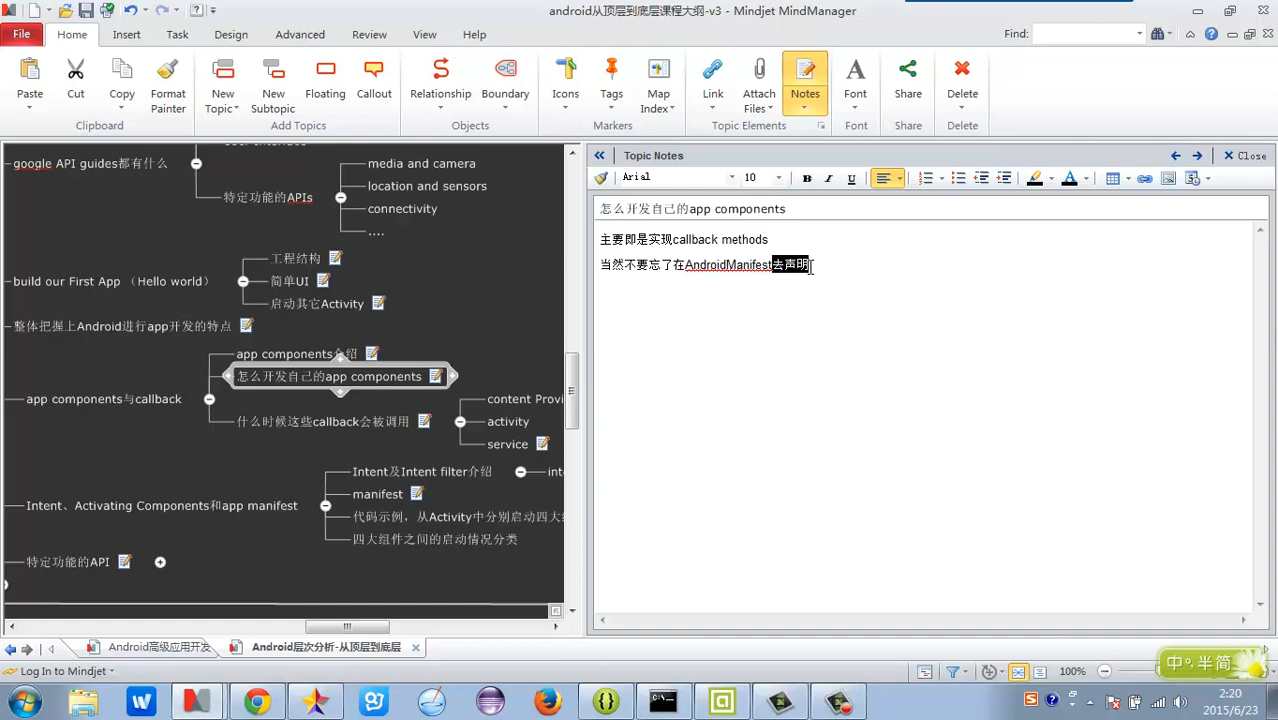 android从顶层到底层课程大纲-v3 - Mindjet MindManager
File Home Insert Task Design Advanced Review View Help Find:
Paste Cut Copy Format Painter New Topic New Subtopic Floating Callout Relationship Boundary Icons Tags Map Index Link Attach Files Notes Font Share Delete
Clipboard Add Topics Objects Markers Topic Elements Font Share Delete
google API guides都有什么
media and camera
location and sensors
特定功能的APIs
connectivity
....
工程结构
build our First App （Hello world）
简单UI
启动其它Activity
整体把握上Android进行app开发的特点
app components介绍
怎么开发自己的app components
app components与callback
content Provi
什么时候这些callback会被调用
activity
service
Intent及Intent filter介绍
int
manifest
Intent、Activating Components和app manifest
代码示例，从Activity中分别启动四大组
四大组件之间的启动情况分类
特定功能的API
Topic Notes
Close
Arial 10 B I U
怎么开发自己的app components
主要即是实现callback methods
当然不要忘了在AndroidManifest去声明
Android高级应用开发
Android层次分析-从顶层到底层
Log In to Mindjet
100%
中 半简
2:20
2015/6/23